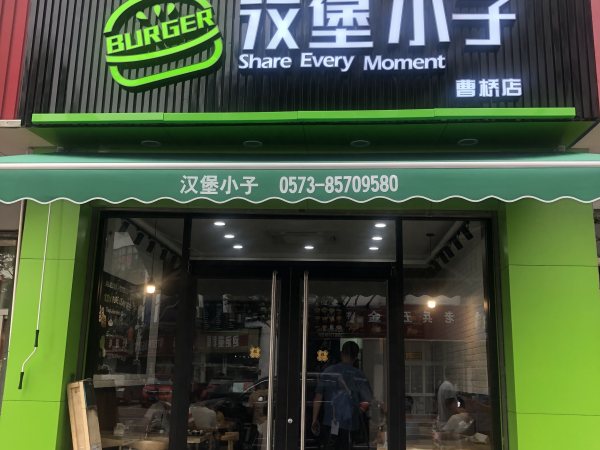 BURGER
汉堡小子
Share Every Moment
曹桥店
汉堡小子 0573-85709580